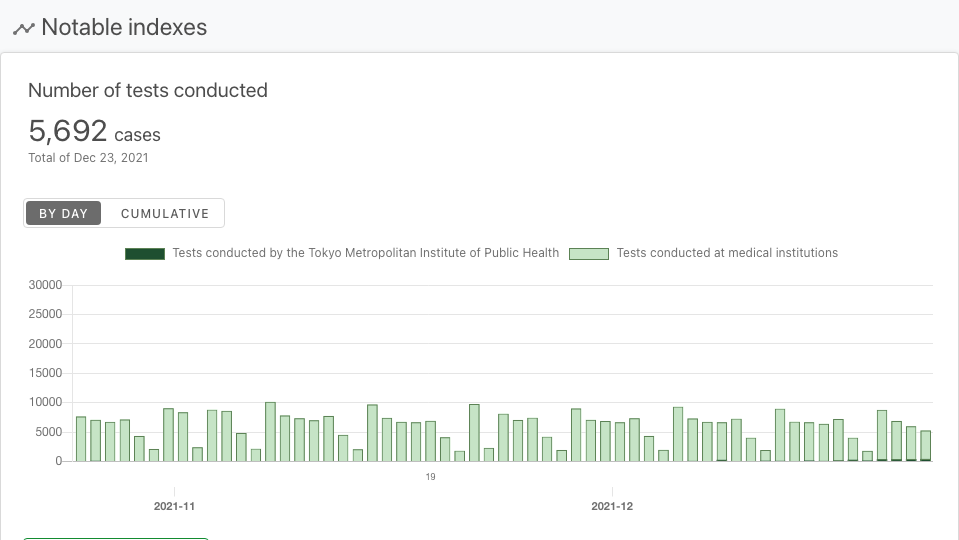 Notable indexes
Number of tests conducted
5,692 cases
Total of Dec 23, 2021
BY DAY CUMULATIVE
Tests conducted by the Tokyo Metropolitan Institute of Public Health Tests conducted at medical institutions
30000
25000
20000
15000
10000
5000
0
19
2021-11 2021-12